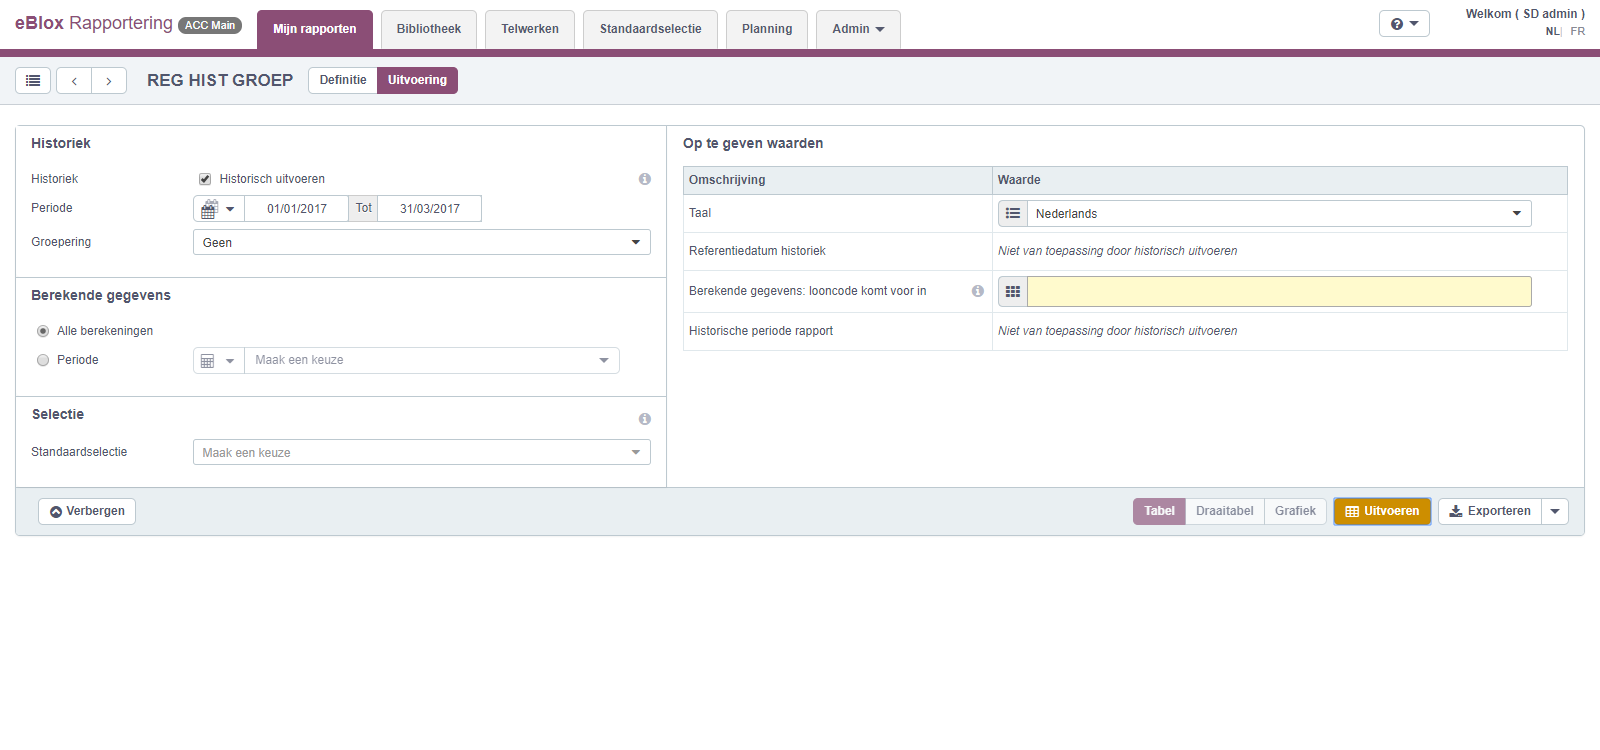 eBlox Rapportering ACC Main Mijn rapporten Bibliotheek Telwerken Standaardselectie Planning Admin Welkom ( SD admin )
NL| FR
REG HIST GROEP Definitie Uitvoering
Historiek
Historiek Historisch uitvoeren
Periode 01/01/2017 Tot 31/03/2017
Groepering Geen
Berekende gegevens
Alle berekeningen
Periode Maak een keuze
Selectie
Standaardselectie Maak een keuze
Op te geven waarden
Omschrijving Waarde
Taal Nederlands
Referentiedatum historiek Niet van toepassing door historisch uitvoeren
Berekende gegevens: looncode komt voor in
Historische periode rapport Niet van toepassing door historisch uitvoeren
Verbergen Tabel Draaitabel Grafiek Uitvoeren Exporteren